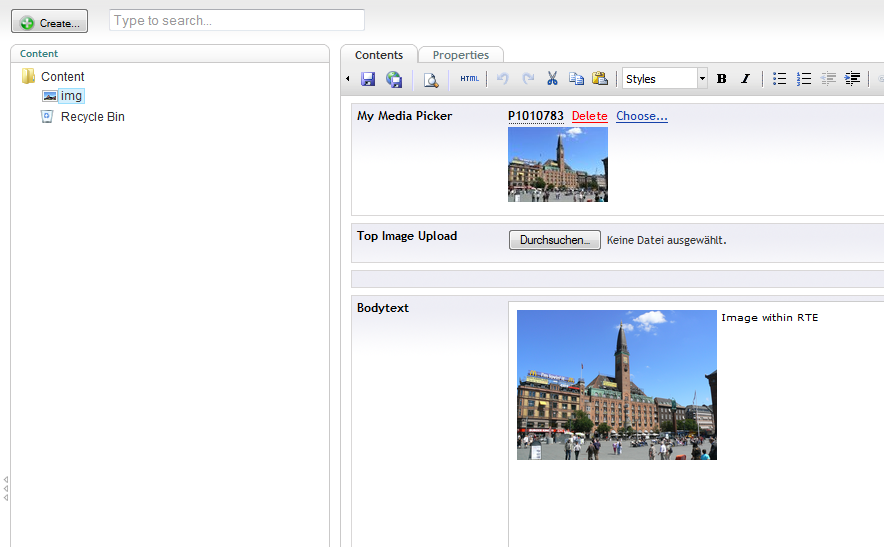 Create...
Type to search...
Content
Content
img
Recycle Bin
Contents
Properties
HTML
Styles
B
I
My Media Picker
P1010783 Delete Choose...
Top Image Upload
Durchsuchen... Keine Datei ausgewählt.
Bodytext
Image within RTE